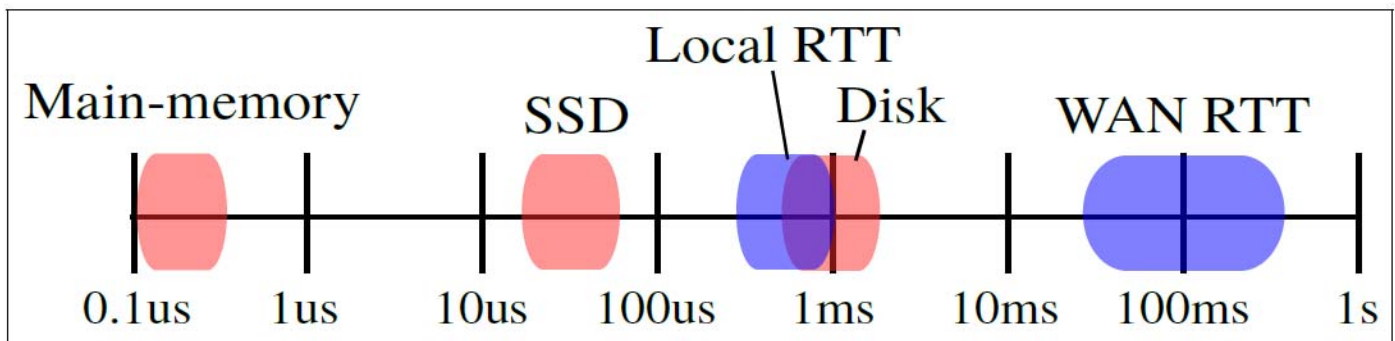 Local RTT
Main-memory
SSD
Disk
WAN RTT
0.1us 1us 10us 100us 1ms 10ms 100ms 1s